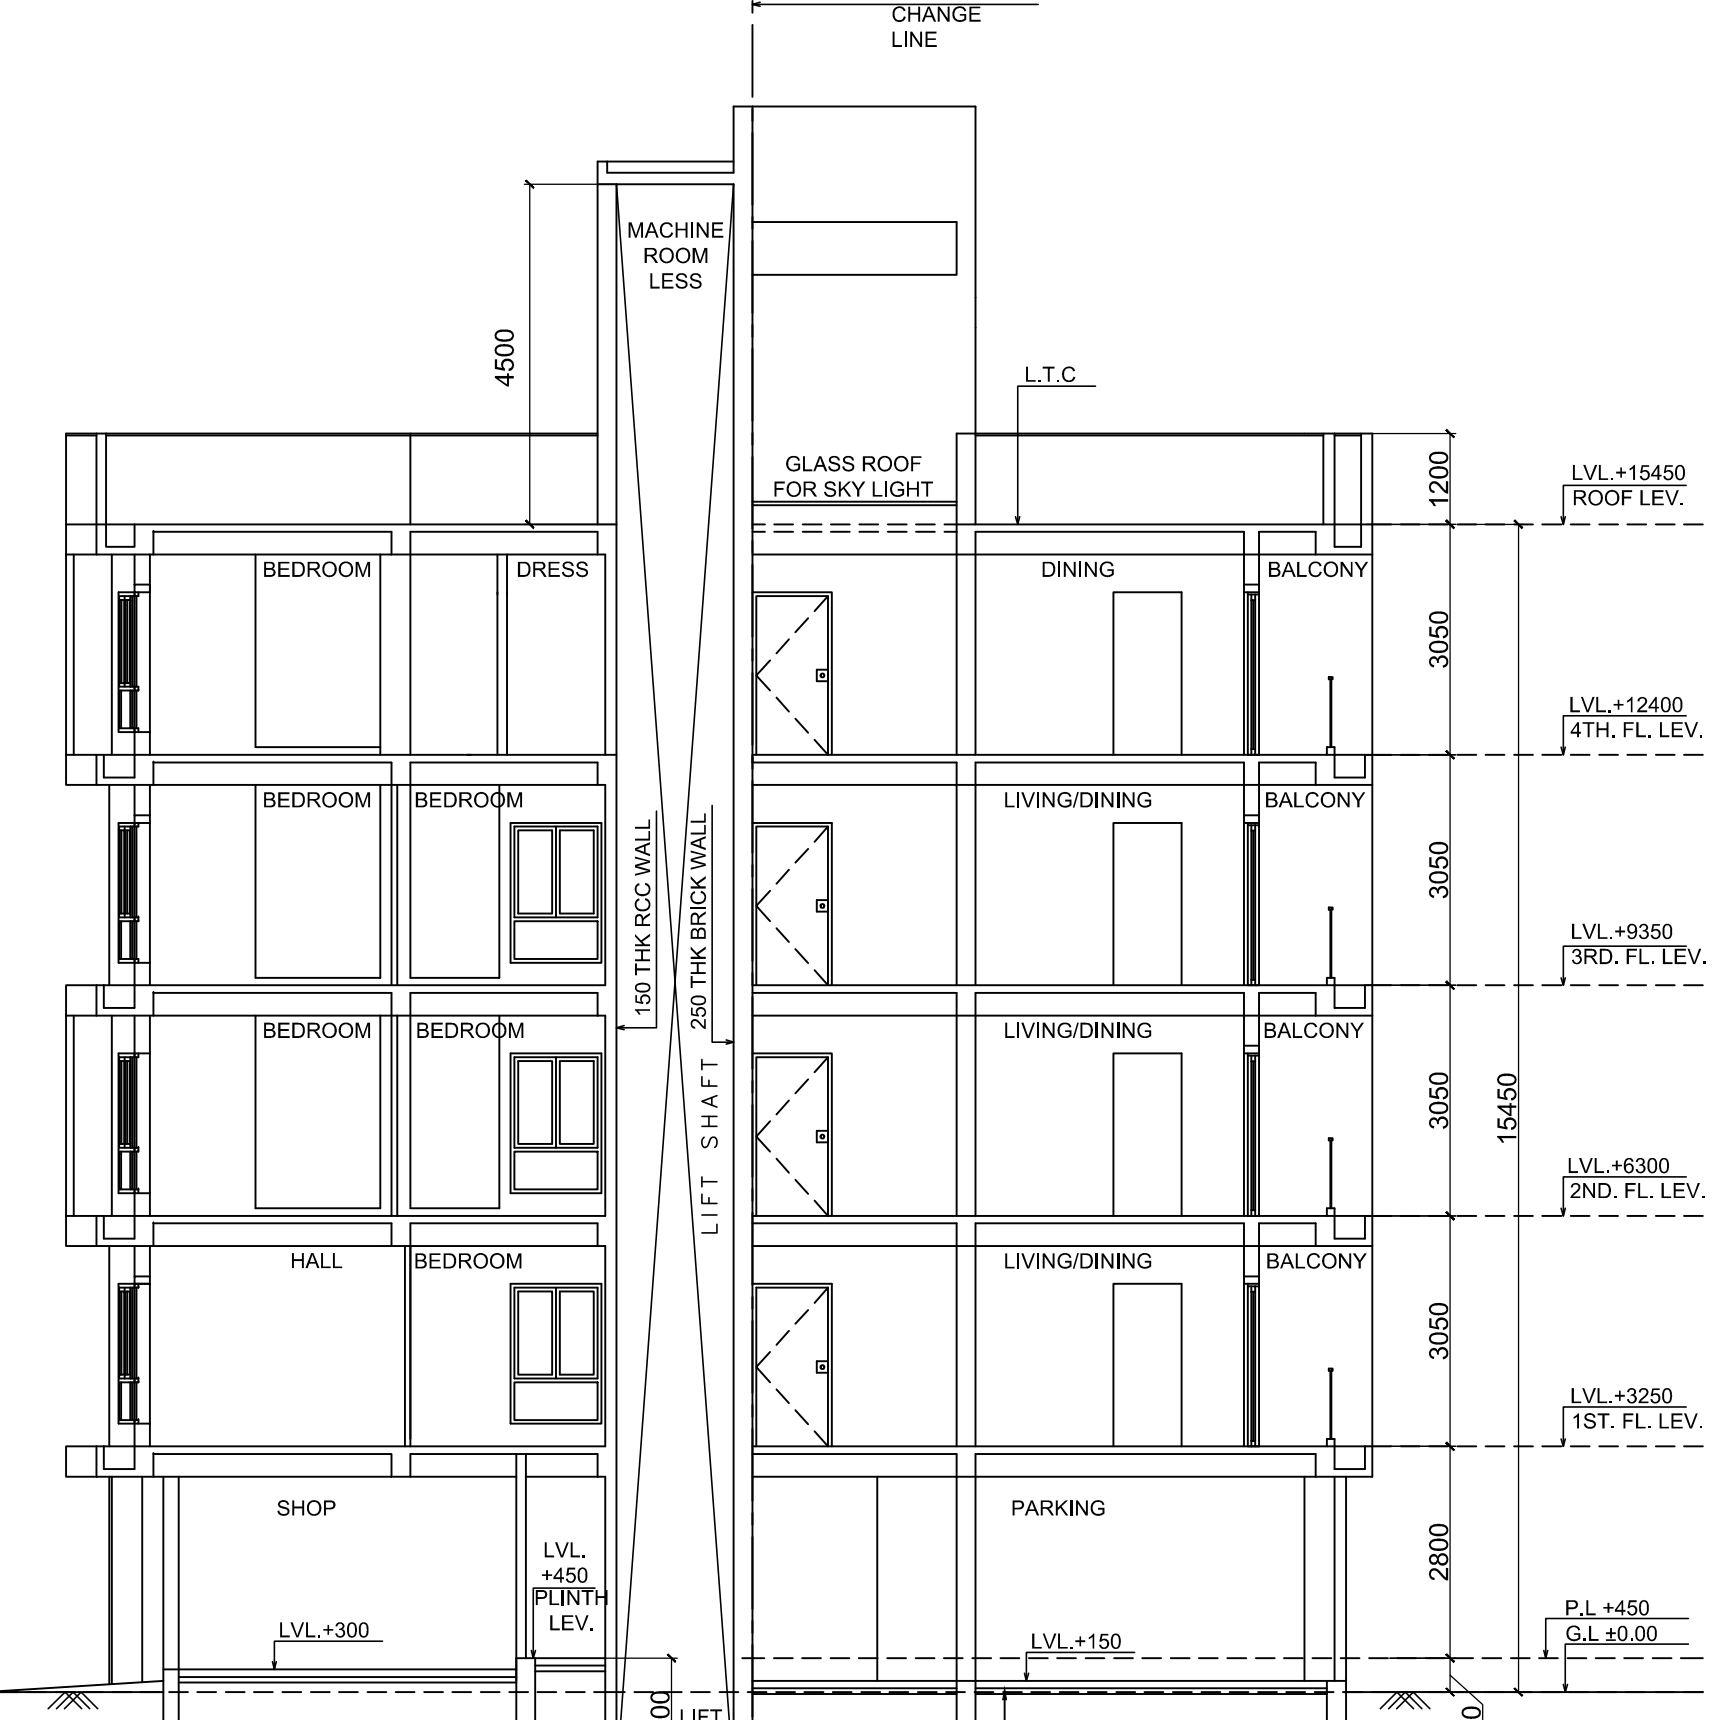 CHANGE
LINE
MACHINE
ROOM
LESS
4500
L.T.C
GLASS ROOF
FOR SKY LIGHT
1200
LVL.+15450
ROOF LEV.
BEDROOM
DRESS
DINING
BALCONY
3050
LVL.+12400
4TH. FL. LEV.
BEDROOM
BEDROOM
LIVING/DINING
BALCONY
150 THK RCC WALL
250 THK BRICK WALL
3050
LVL.+9350
3RD. FL. LEV.
BEDROOM
BEDROOM
LIVING/DINING
BALCONY
LIFT SHAFT
3050
15450
LVL.+6300
2ND. FL. LEV.
HALL
BEDROOM
LIVING/DINING
BALCONY
3050
LVL.+3250
1ST. FL. LEV.
SHOP
PARKING
LVL.
+450
PLINTH
LEV.
2800
LVL.+300
LVL.+150
P.L +450
G.L ±0.00
LIFT